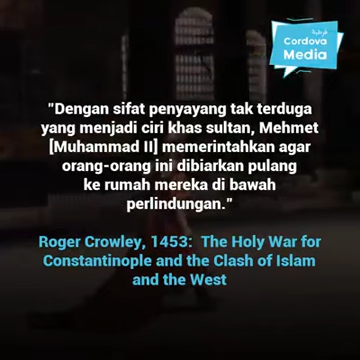 قرطبة
Cordova
Media
"Dengan sifat penyayang tak terduga
yang menjadi ciri khas sultan, Mehmet
[Muhammad II] memerintahkan agar
orang-orang ini dibiarkan pulang
ke rumah mereka di bawah
perlindungan."
Roger Crowley, 1453:  The Holy War for
Constantinople and the Clash of Islam
and the West